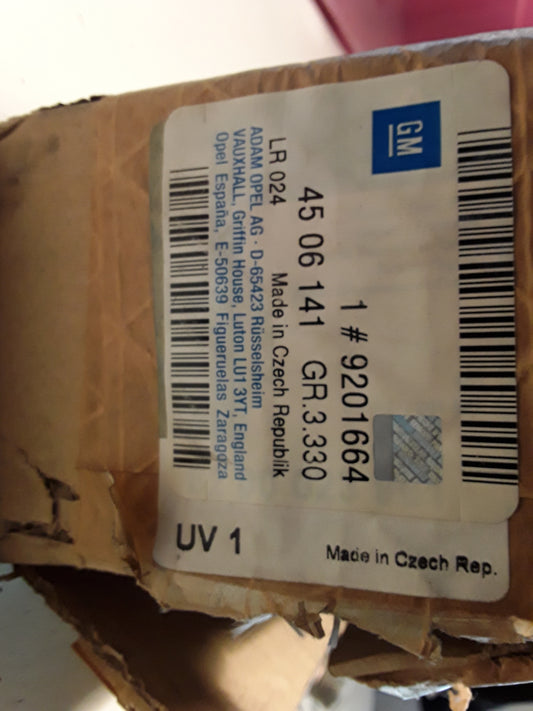 GM
1 # 9201664
45 06 141 GR.3.330
LR 024 Made in Czech Republik
ADAM OPEL AG · D-65423 Rüsselsheim
VAUXHALL, Griffin House, Luton LU1 3YT, England
Opel España, E-50639 Figueruelas Zaragoza
Made in Czech Rep.
UV 1